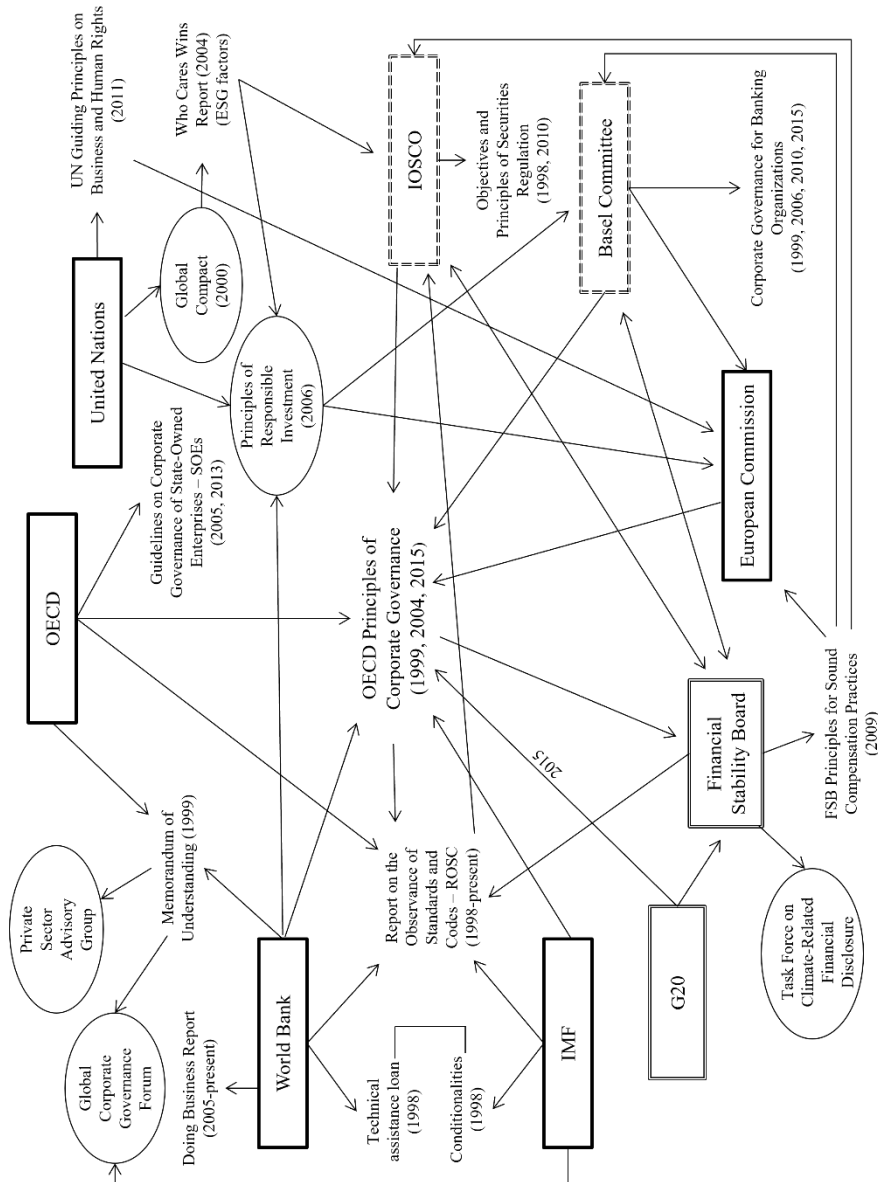 UN Guiding Principles on
Business and Human Rights
(2011)
Who Cares Wins
Report (2004)
(ESG factors)
United Nations
Global
Compact
(2000)
IOSCO
Objectives and
Principles of Securities
Regulation
(1998, 2010)
Basel Committee
Corporate Governance for Banking
Organizations
(1999, 2006, 2010, 2015)
Principles of
Responsible
Investment
(2006)
European Commission
OECD
Guidelines on Corporate
Governance of State-Owned
Enterprises – SOEs
(2005, 2013)
OECD Principles of
Corporate Governance
(1999, 2004, 2015)
Financial
Stability Board
FSB Principles for Sound
Compensation Practices
(2009)
2015
Private
Sector
Advisory
Group
Memorandum of
Understanding (1999)
Report on the
Observance of
Standards and
Codes – ROSC
(1998-present)
G20
Task Force on
Climate-Related
Financial
Disclosure
Global
Corporate
Governance
Forum
Doing Business Report
(2005-present)
World Bank
Technical
assistance loan
(1998)
Conditionalities
(1998)
IMF